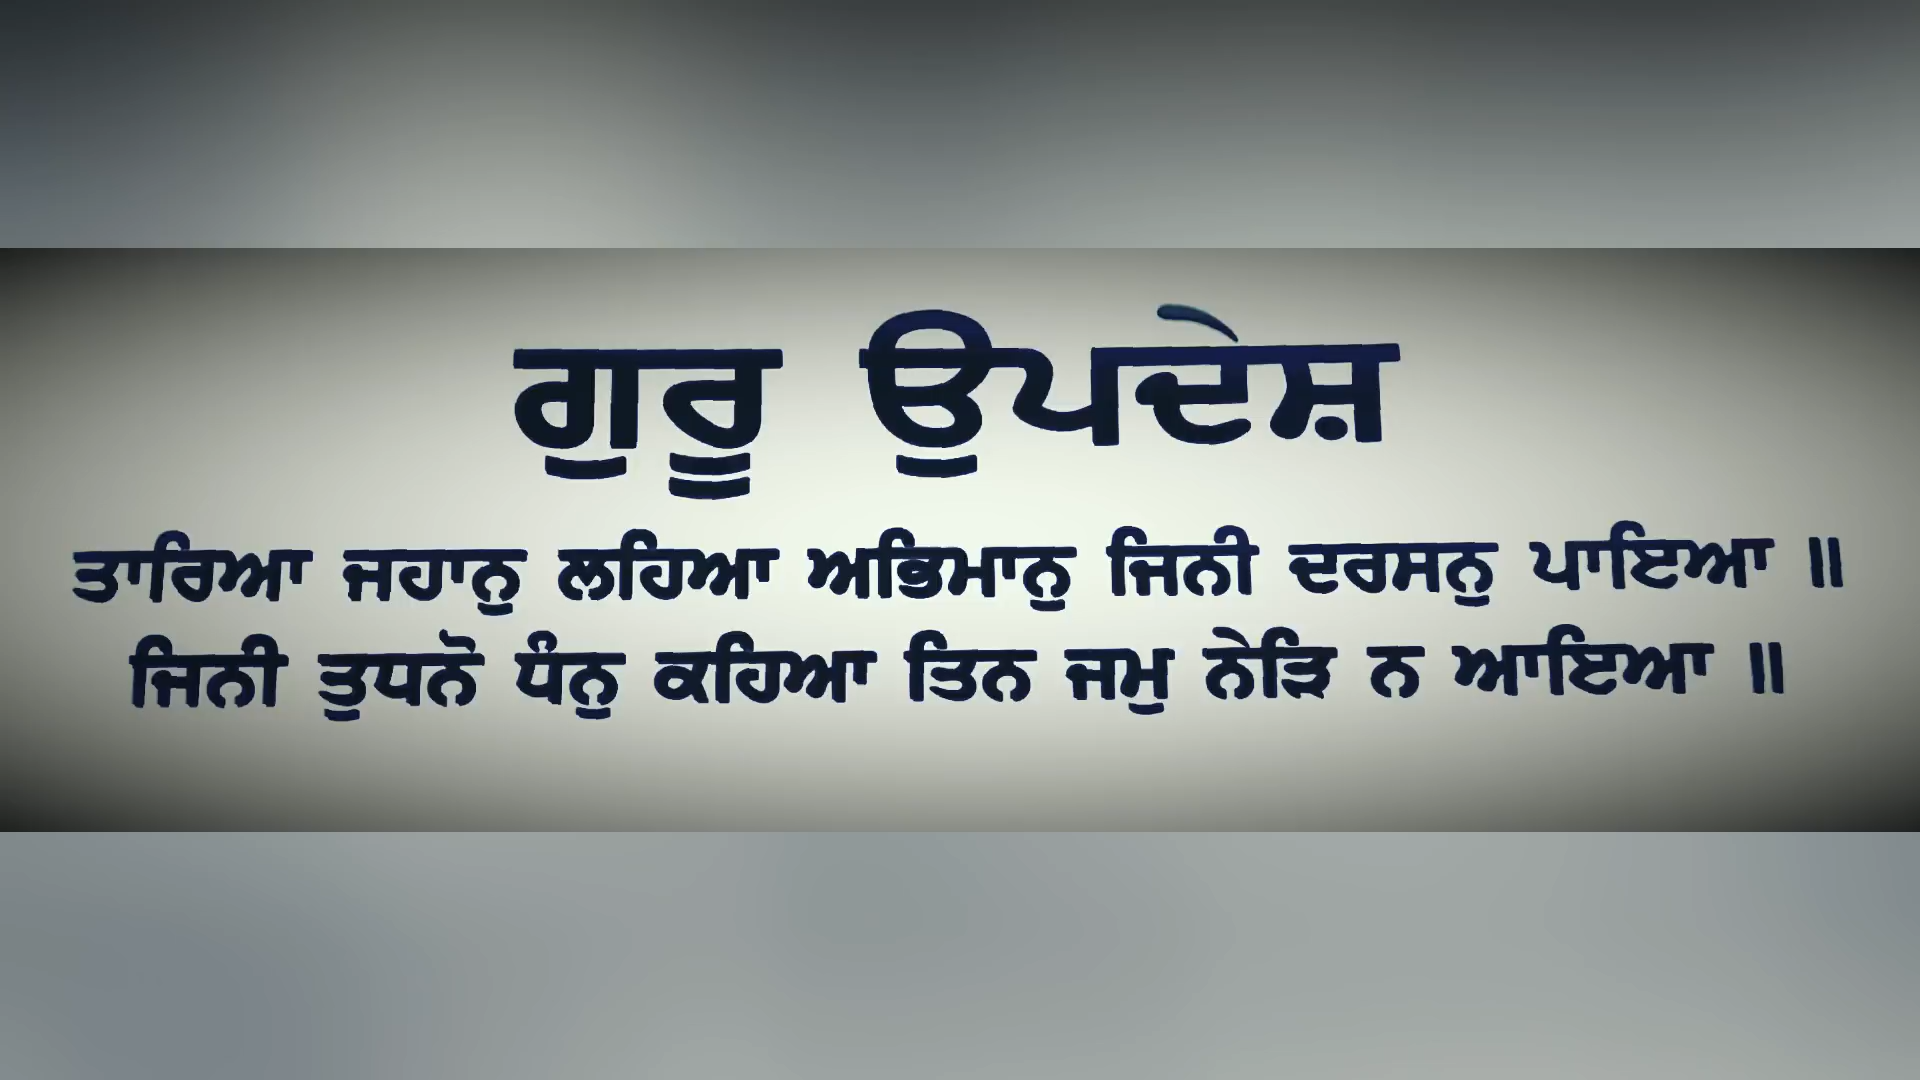 ਗੁਰੂ ਉਪਦੇਸ਼
ਤਾਰਿਆ ਜਹਾਨੁ ਲਹਿਆ ਅਭਿਮਾਨੁ ਜਿਨੀ ਦਰਸਨੁ ਪਾਇਆ ॥
ਜਿਨੀ ਤੁਧਨੋ ਧੰਨੁ ਕਹਿਆ ਤਿਨ ਜਮੁ ਨੇੜਿ ਨ ਆਇਆ ॥